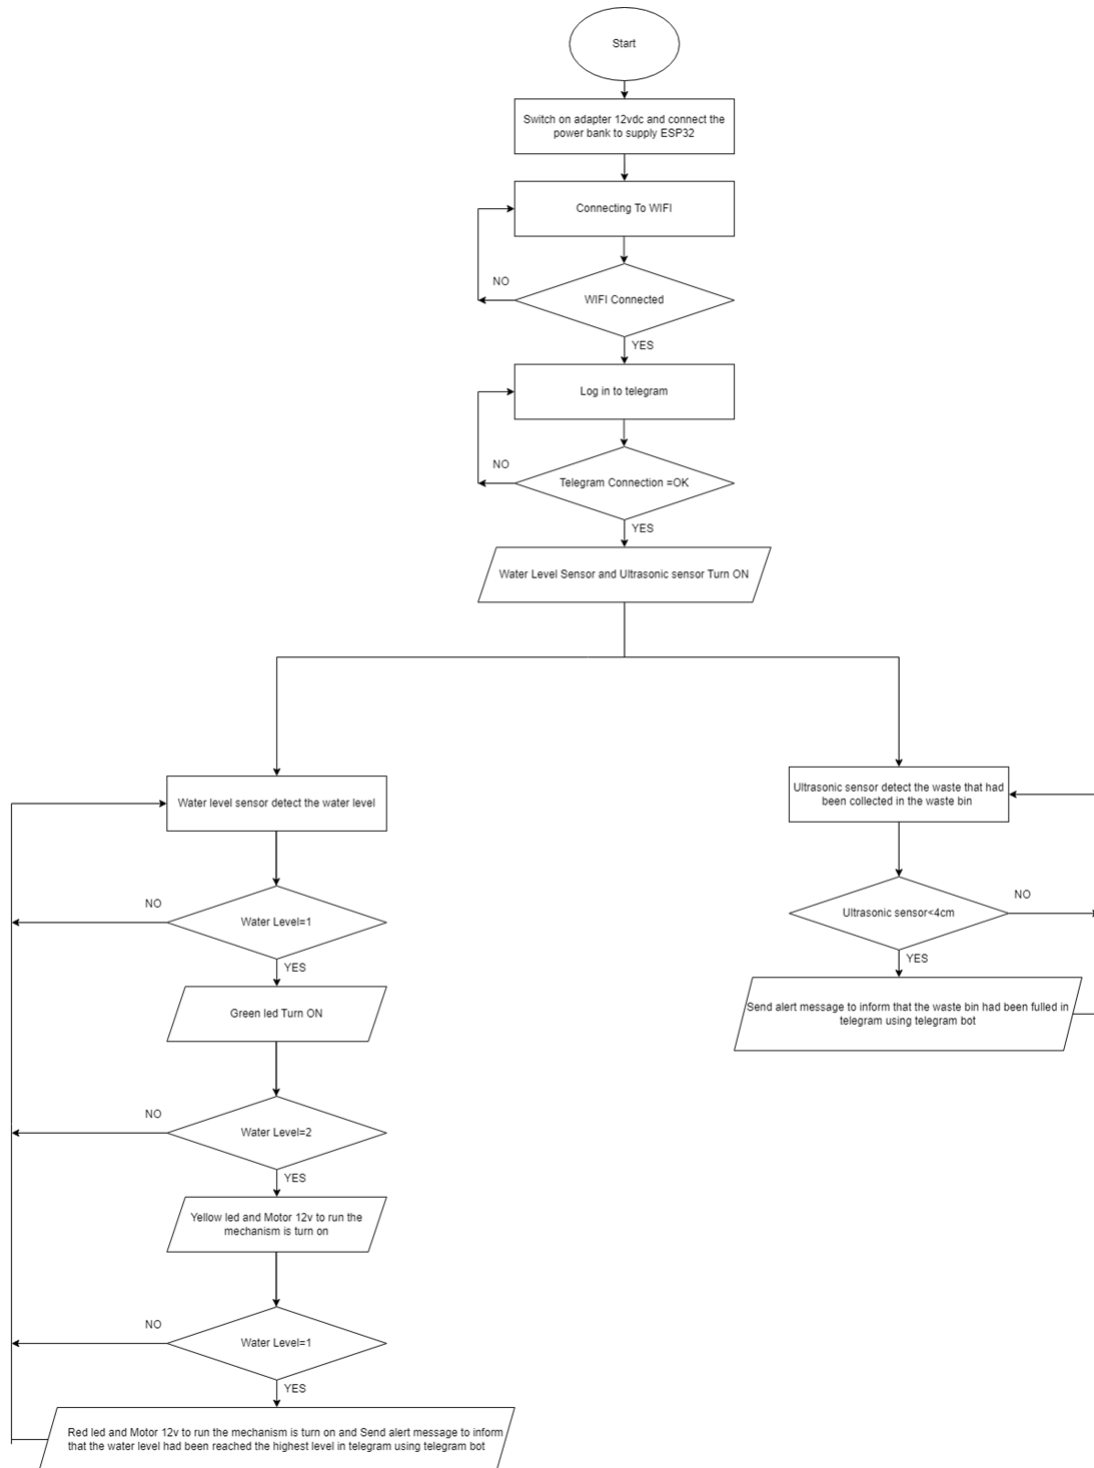 Start
Switch on adapter 12vdc and connect the
power bank to supply ESP32
Connecting To WIFI
NO
WIFI Connected
YES
Log in to telegram
NO
Telegram Connection =OK
YES
Water Level Sensor and Ultrasonic sensor Turn ON
Water level sensor detect the water level
NO
Water Level=1
YES
Green led Turn ON
NO
Water Level=2
YES
Yellow led and Motor 12v to run the
mechanism is turn on
NO
Water Level=1
YES
Red led and Motor 12v to run the mechanism is turn on and Send alert message to inform
that the water level had been reached the highest level in telegram using telegram bot
Ultrasonic sensor detect the waste that had
been collected in the waste bin
NO
Ultrasonic sensor<4cm
YES
Send alert message to inform that the waste bin had been fulled in
telegram using telegram bot